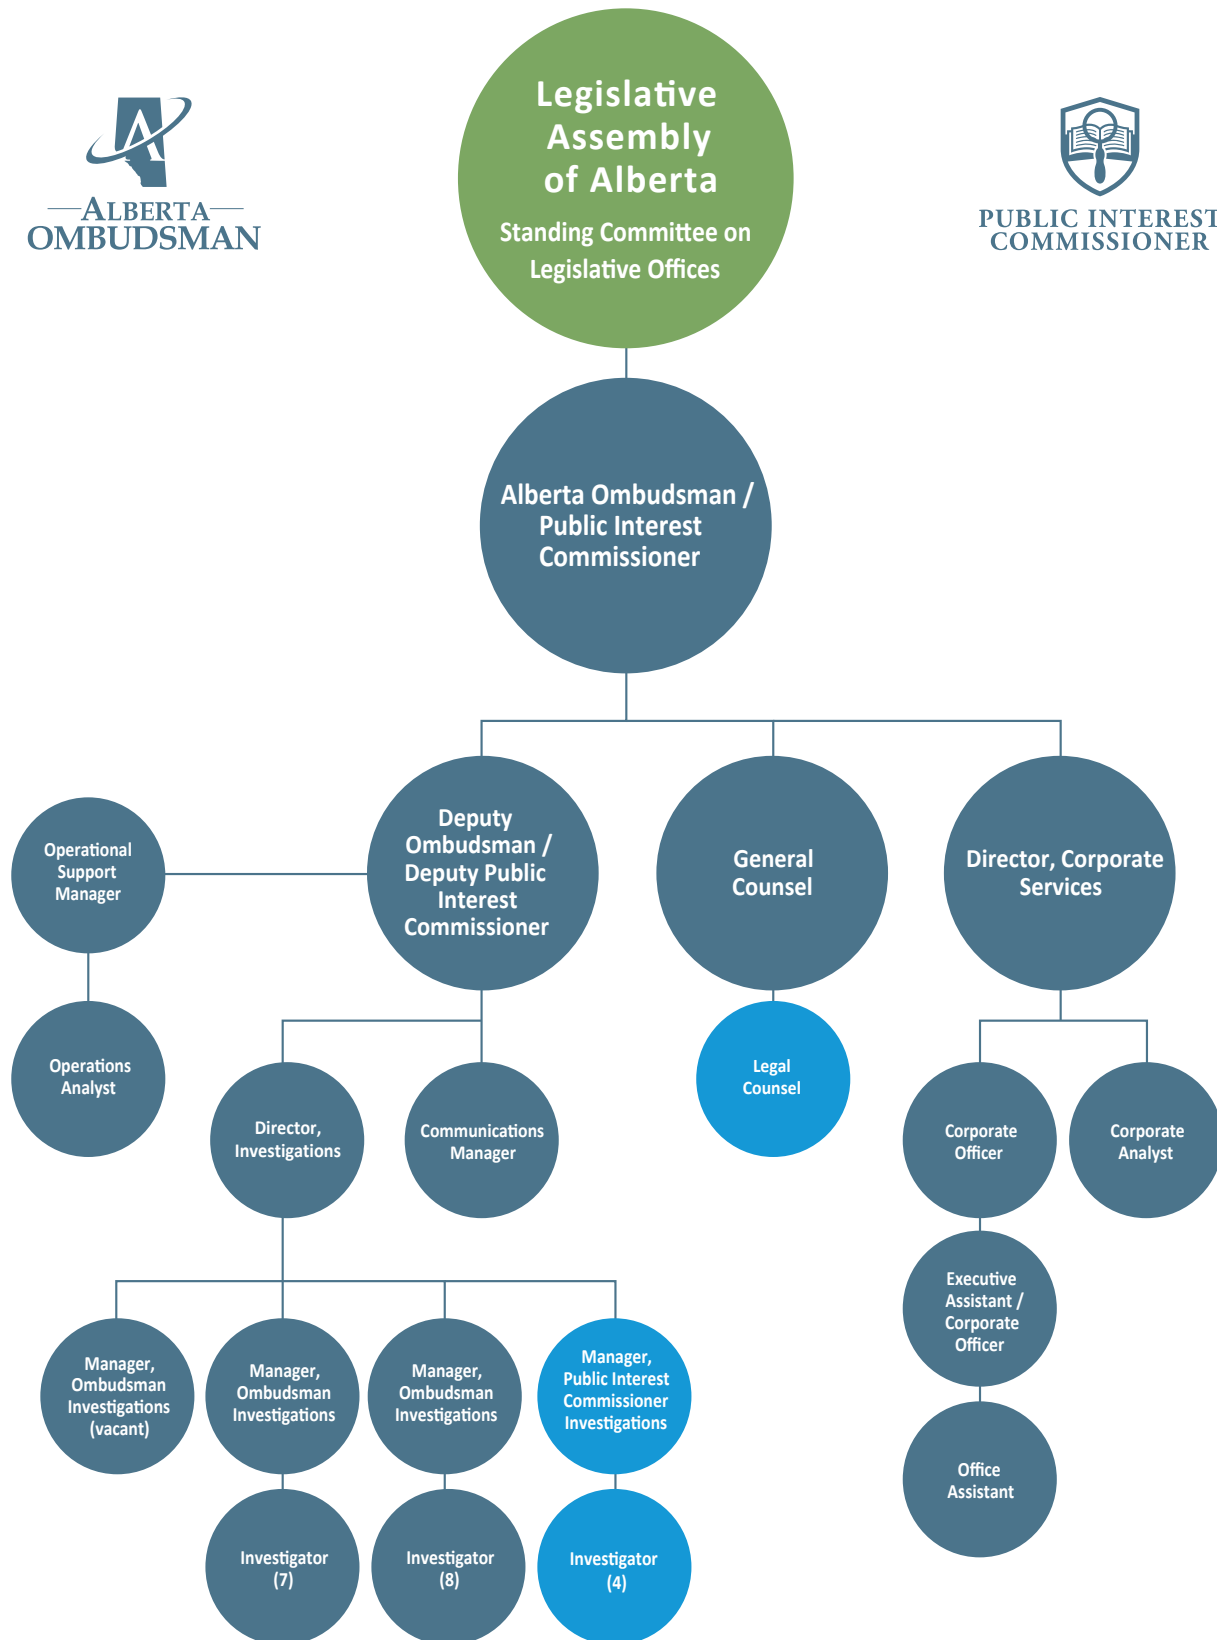 Legislative
Assembly
of Alberta
Standing Committee on
Legislative Offices
ALBERTA
OMBUDSMAN
PUBLIC INTEREST
COMMISSIONER
Alberta Ombudsman /
Public Interest
Commissioner
Deputy
Ombudsman /
Deputy Public
Interest
Commissioner
General
Counsel
Director, Corporate
Services
Operational
Support
Manager
Operations
Analyst
Director,
Investigations
Communications
Manager
Legal
Counsel
Corporate
Officer
Corporate
Analyst
Executive
Assistant /
Corporate
Officer
Office
Assistant
Manager,
Ombudsman
Investigations
(vacant)
Manager,
Ombudsman
Investigations
Manager,
Ombudsman
Investigations
Manager,
Public Interest
Commissioner
Investigations
Investigator
(7)
Investigator
(8)
Investigator
(4)